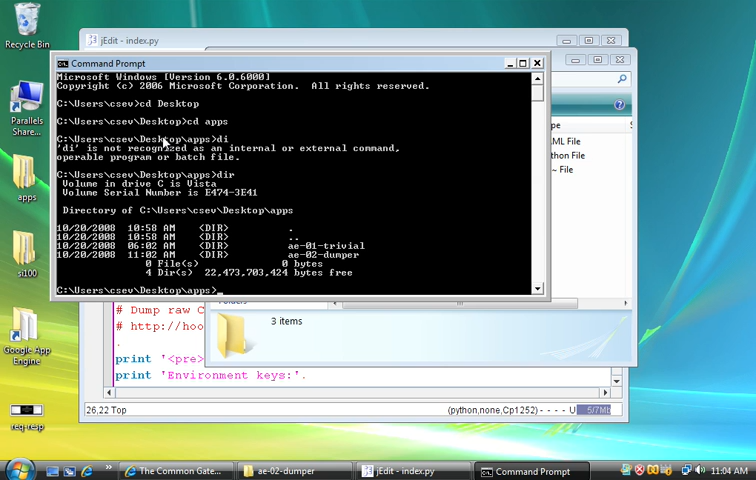 Recycle Bin
Parallels
Share...
apps
si100
Google App
Engine
req-resp
jEdit - index.py
Command Prompt
Microsoft Windows [Version 6.0.6000]
Copyright (c) 2006 Microsoft Corporation.  All rights reserved.
C:\Users\csev>cd Desktop
C:\Users\csev\Desktop>cd apps
C:\Users\csev\Desktop\apps>di
'di' is not recognized as an internal or external command,
operable program or batch file.
C:\Users\csev\Desktop\apps>dir
Volume in drive C is Vista
Volume Serial Number is E474-3E41
Directory of C:\Users\csev\Desktop\apps
10/20/2008  10:58 AM    <DIR>          .
10/20/2008  10:58 AM    <DIR>          ..
10/20/2008  06:02 AM    <DIR>          ae-01-trivial
10/20/2008  11:02 AM    <DIR>          ae-02-dumper
0 File(s)              0 bytes
4 Dir(s)  22,473,703,424 bytes free
C:\Users\csev\Desktop\apps>_
pe
ML File
thon File
~ File
3 items
# Dump raw C
# http://hoo
.
print '<pre>
print 'Environment keys:'.
26,22 Top
(python,none,Cp1252) - - - - U
5/7Mb
The Common Gate...
ae-02-dumper
jEdit - index.py
Command Prompt
11:04 AM